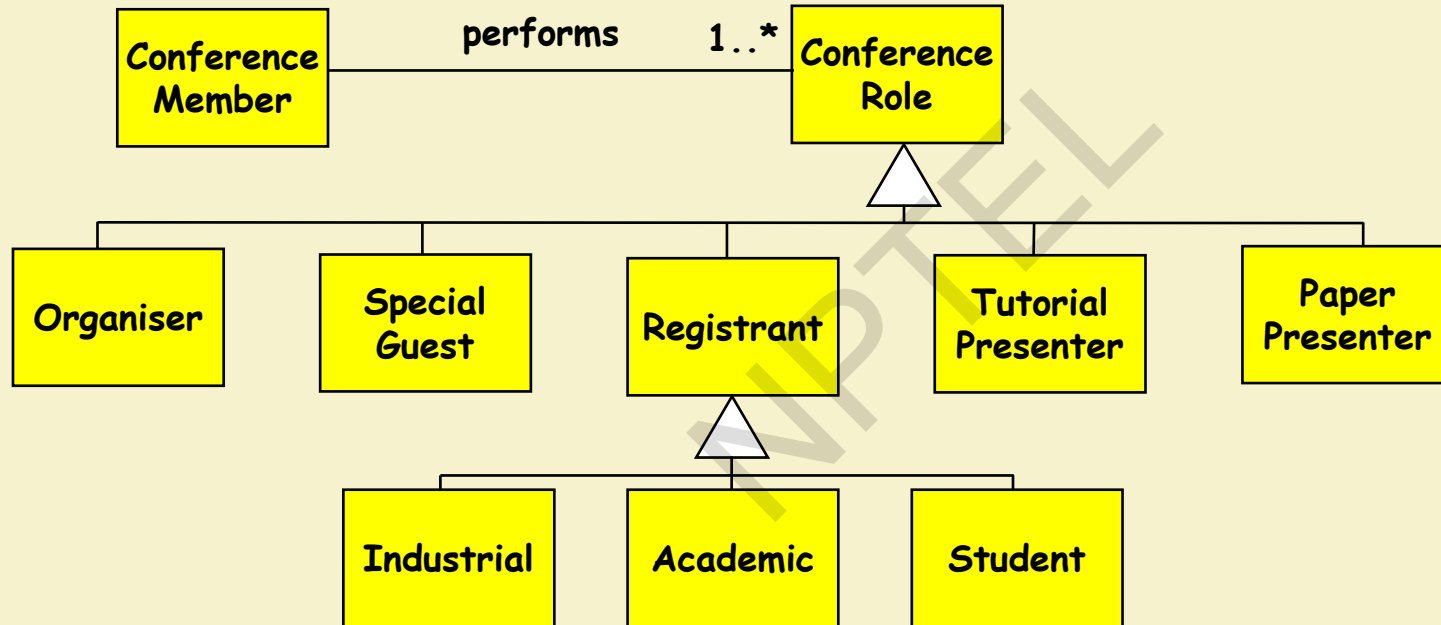 performs
1..*
Conference
Member
Conference
Role
Organiser
Special
Guest
Registrant
Tutorial
Presenter
Paper
Presenter
Industrial
Academic
Student
NPTEL